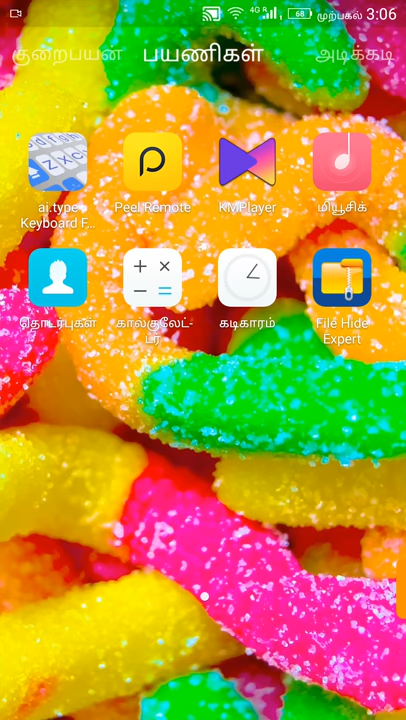 4G R 68 முற்பகல் 3:06
குறைபயன் பயணிகள் அடிக்கடி
ai.type Keyboard F... Peel Remote KMPlayer மியூசிக்
தொடர்புகள் கால்குலேட்-டர் கடிகாரம் File Hide Expert